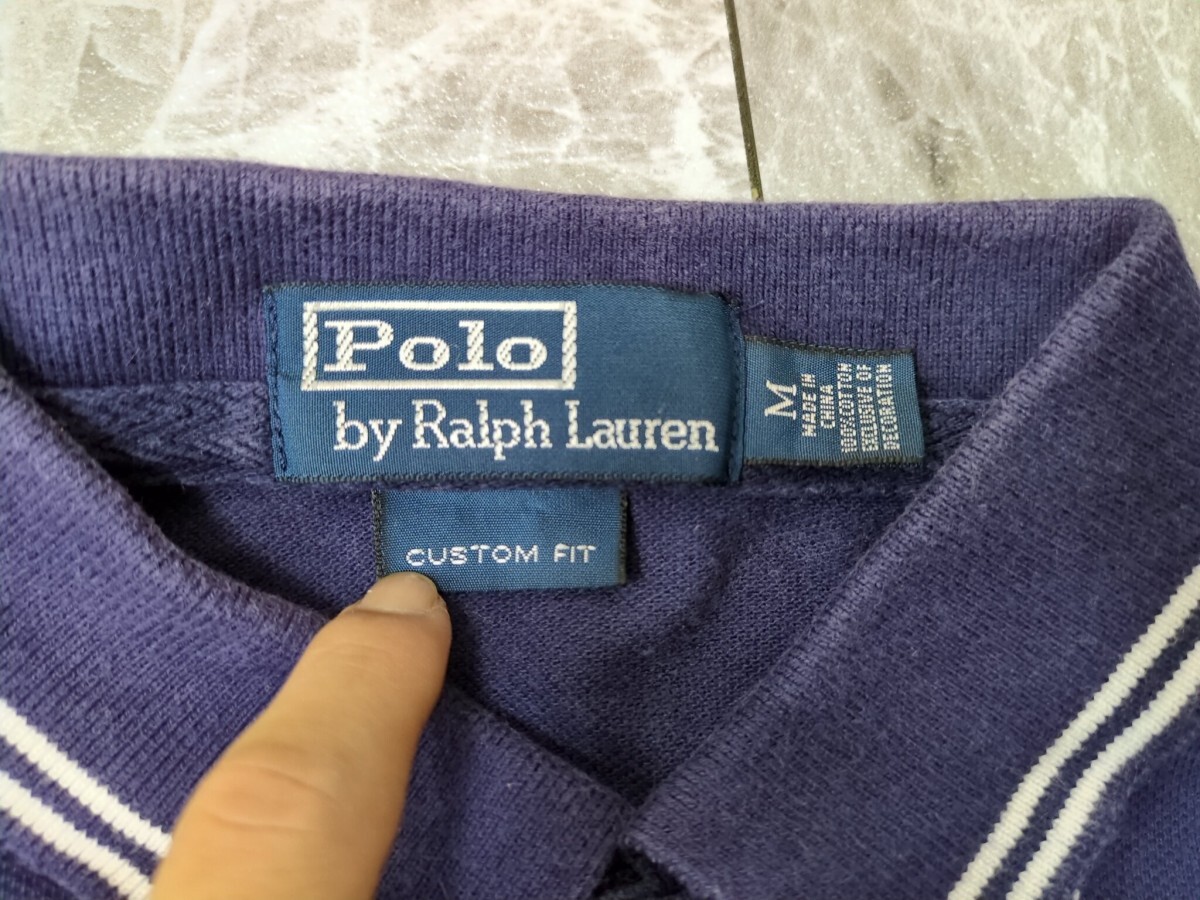 Polo
by Ralph Lauren
M
MADE IN
CHINA
100% COTTON
EXCLUSIVE OF
DECORATION
CUSTOM FIT